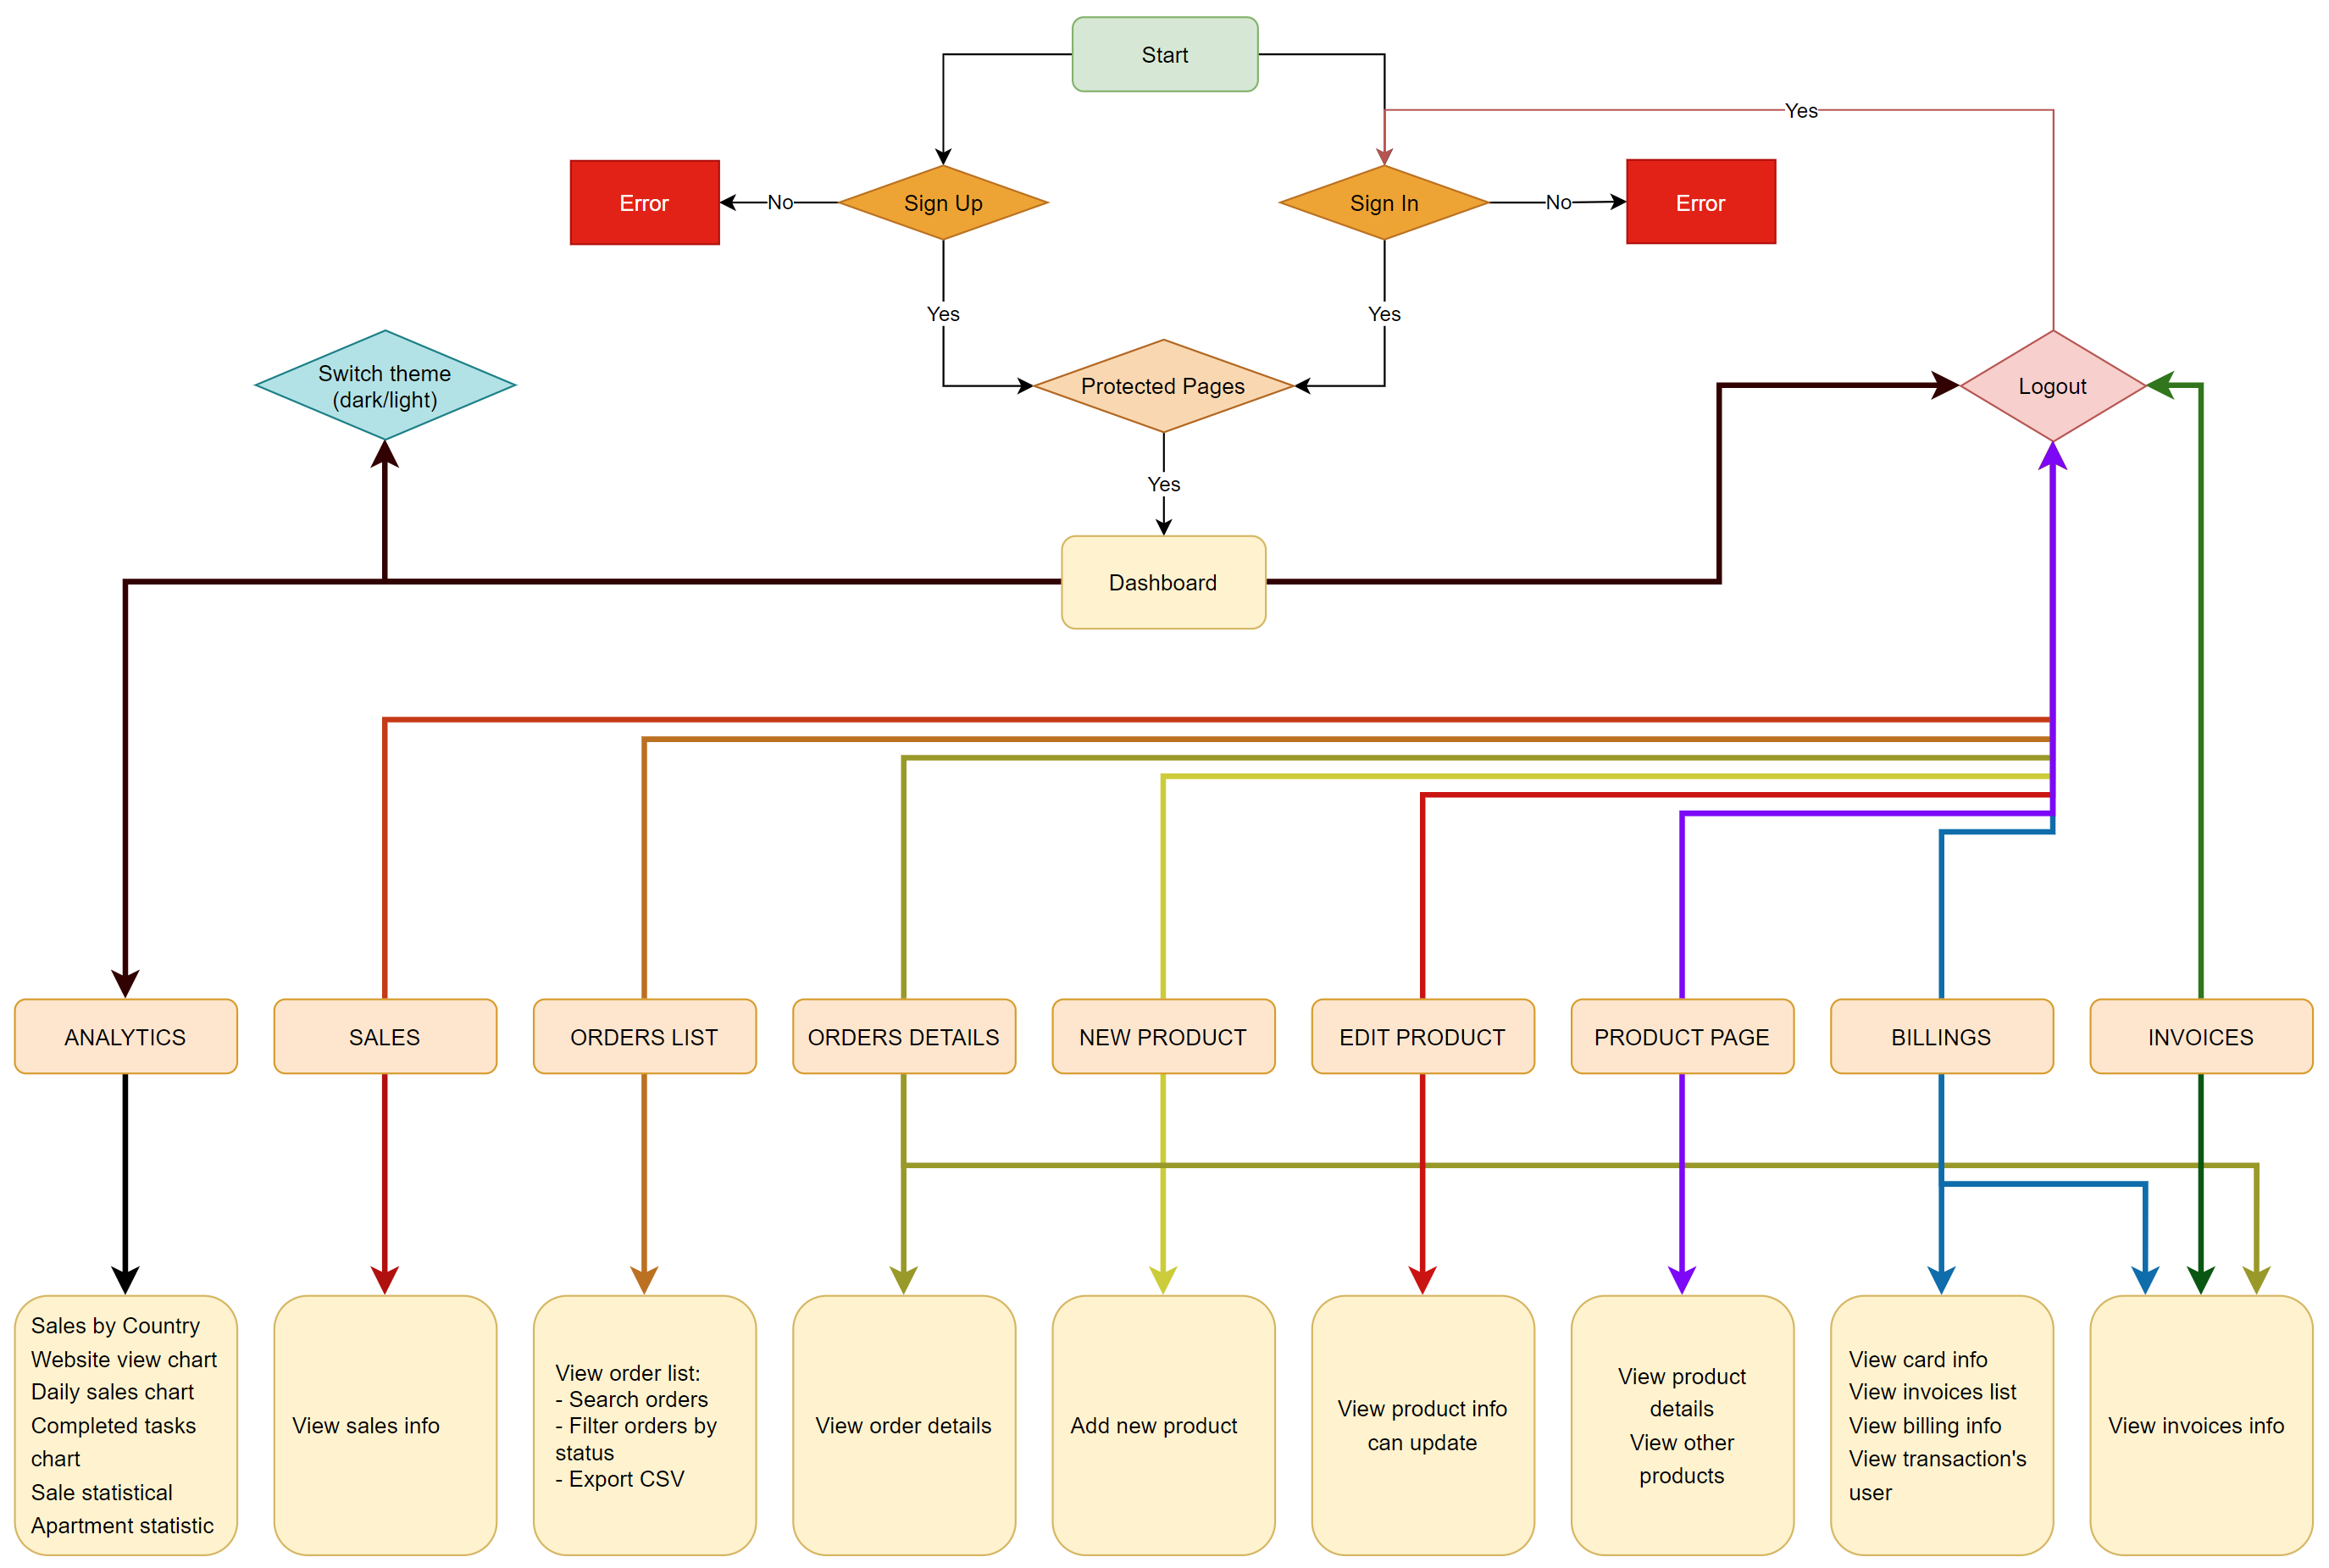 Start
Yes
Error
No
Sign Up
Sign In
No
Error
Yes
Yes
Switch theme
(dark/light)
Protected Pages
Logout
Yes
Dashboard
ANALYTICS
SALES
ORDERS LIST
ORDERS DETAILS
NEW PRODUCT
EDIT PRODUCT
PRODUCT PAGE
BILLINGS
INVOICES
Sales by Country
Website view chart
Daily sales chart
Completed tasks
chart
Sale statistical
Apartment statistic
View sales info
View order list:
- Search orders
- Filter orders by
status
- Export CSV
View order details
Add new product
View product info
can update
View product
details
View other
products
View card info
View invoices list
View billing info
View transaction's
user
View invoices info